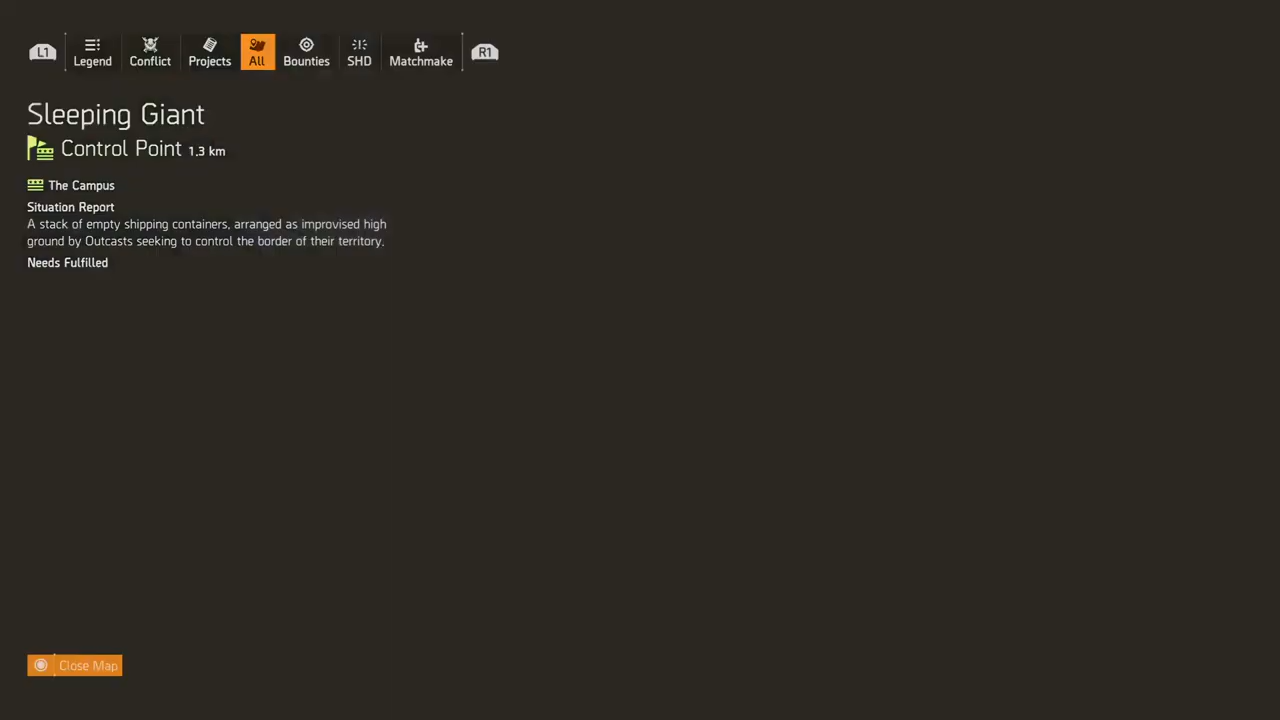 L1 Legend Conflict Projects All Bounties SHD Matchmake R1
Sleeping Giant
Control Point 1.3 km
The Campus
Situation Report
A stack of empty shipping containers, arranged as improvised high
ground by Outcasts seeking to control the border of their territory.
Needs Fulfilled
Close Map